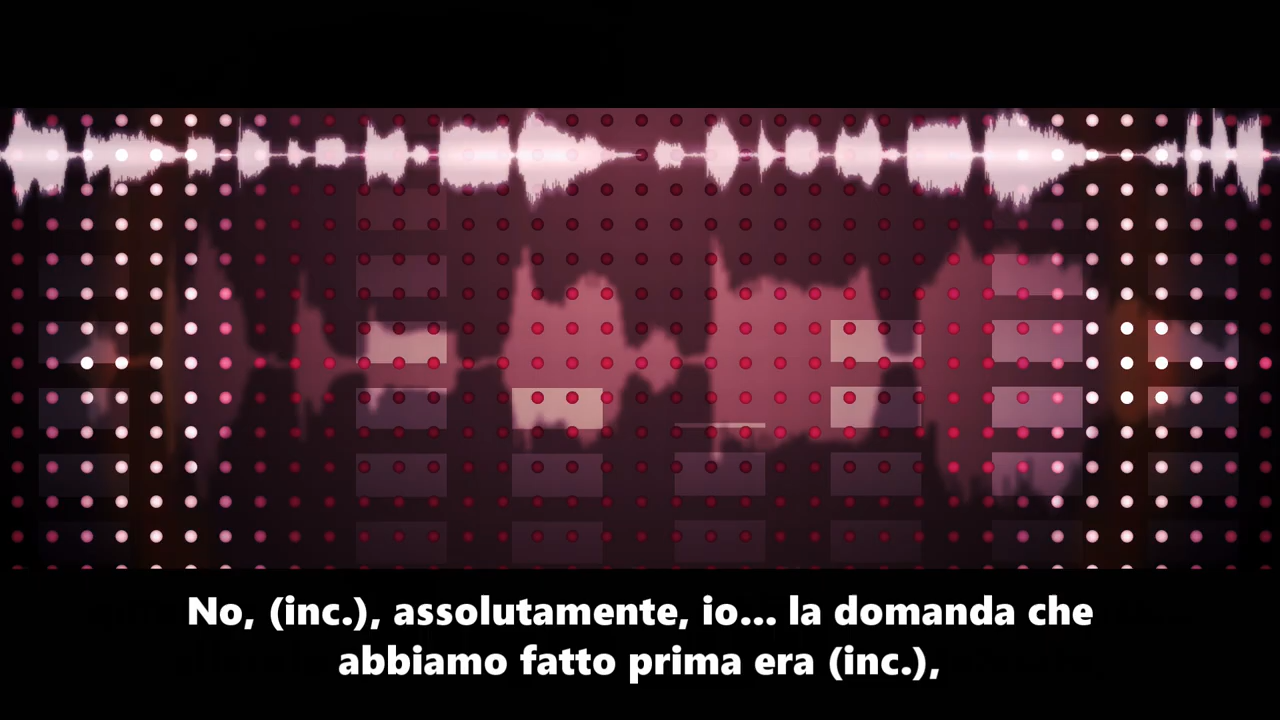 No, (inc.), assolutamente, io... la domanda che
abbiamo fatto prima era (inc.),